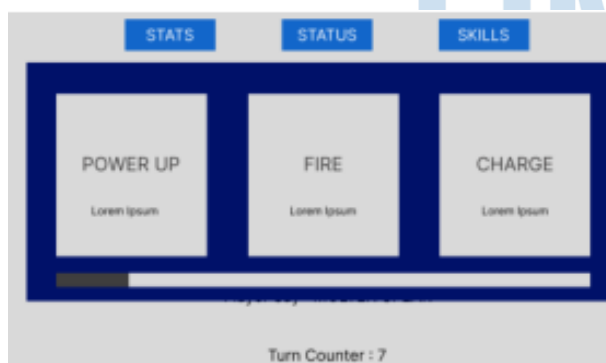 STATS STATUS SKILLS
POWER UP FIRE CHARGE
Lorem Ipsum Lorem Ipsum Lorem Ipsum
Turn Counter : 7